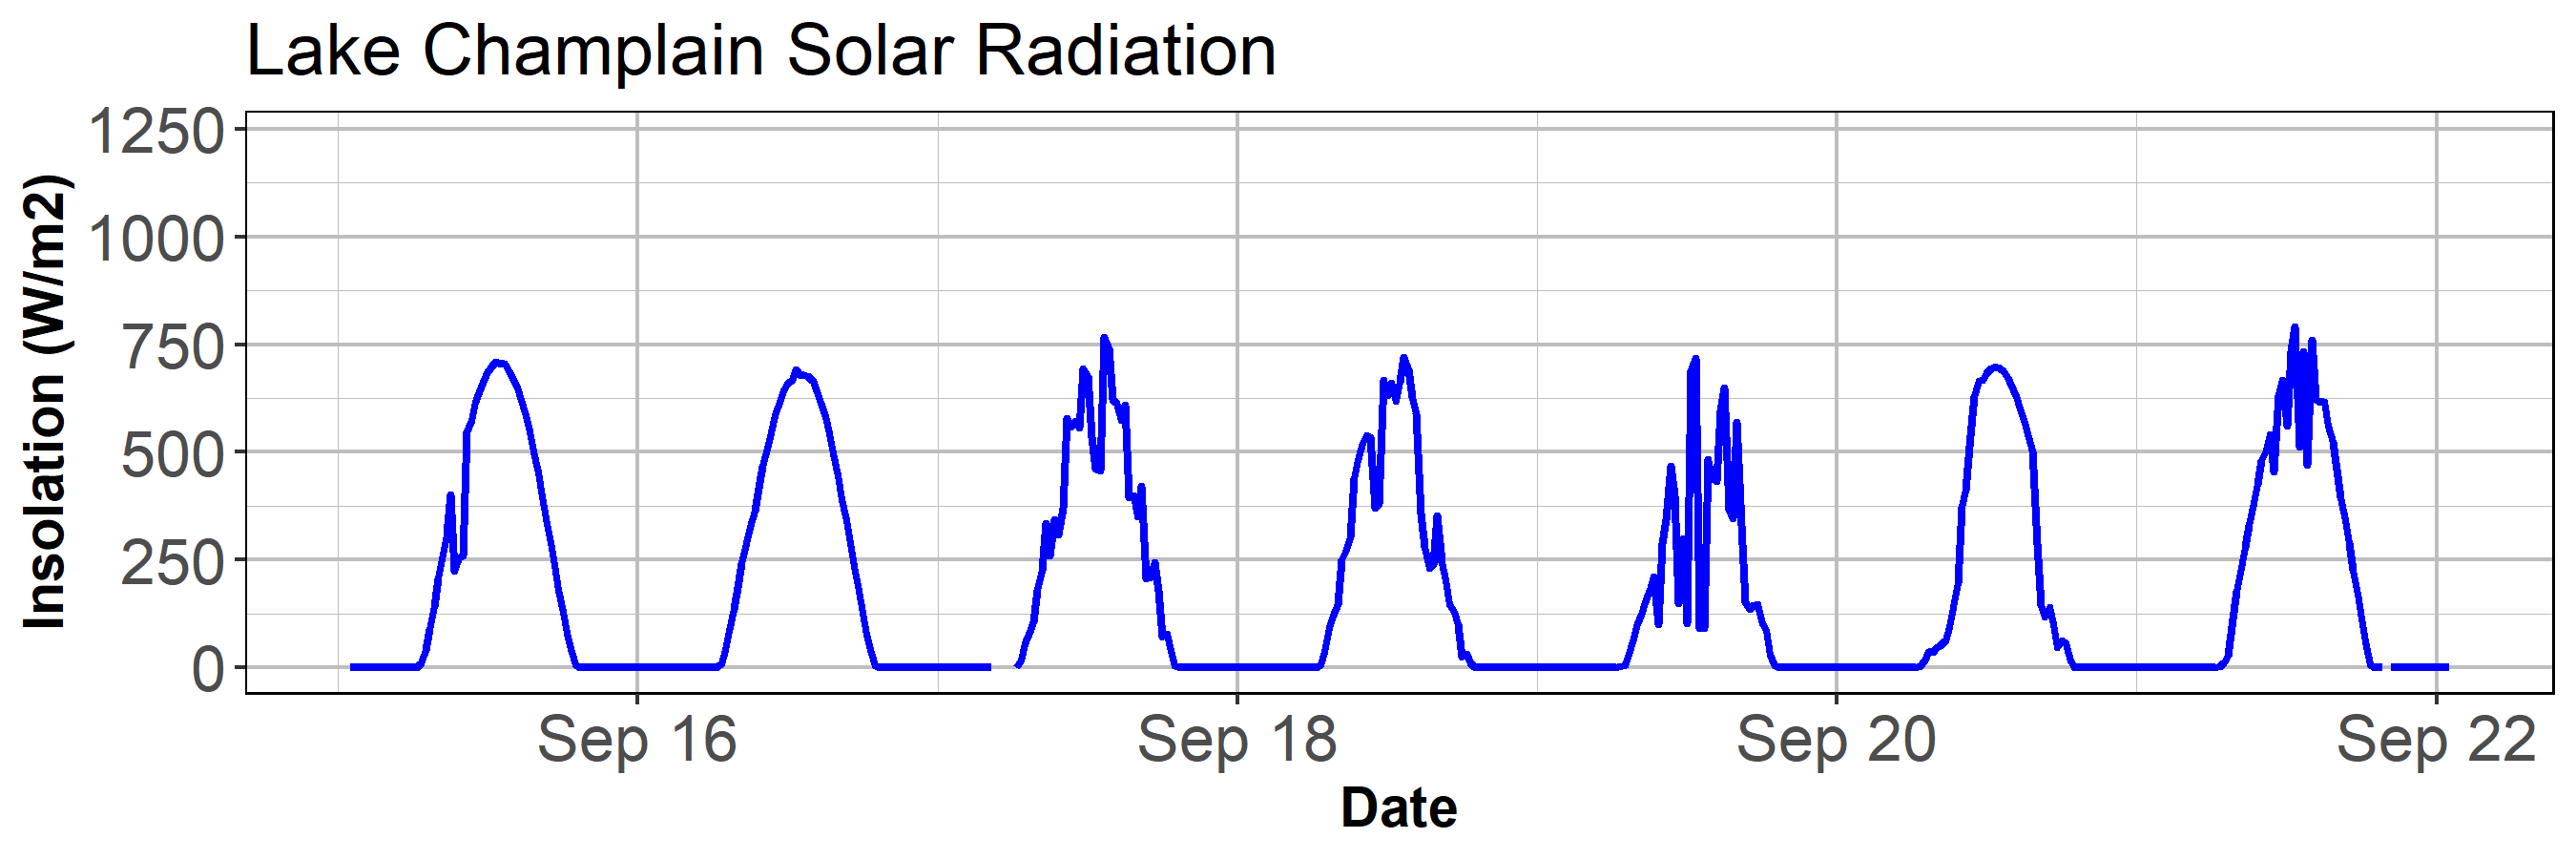 Lake Champlain Solar Radiation
1250
1000
750
500
250
0
Insolation (W/m2)
Sep 16 Sep 18 Sep 20 Sep 22
Date